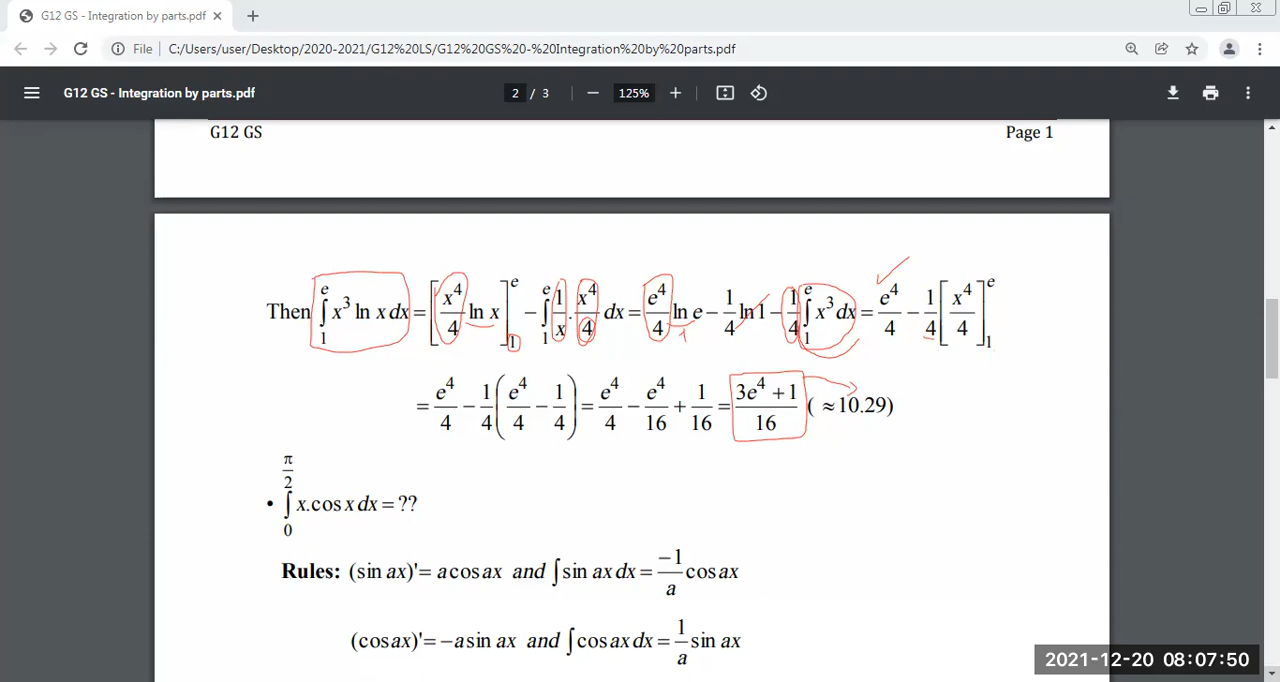 G12 GS - Integration by parts.pdf
File C:/Users/user/Desktop/2020-2021/G12%20LS/G12%20GS%20-%20Integration%20by%20parts.pdf
G12 GS - Integration by parts.pdf 2 / 3 125%
G12 GS Page 1
Then ∫₁ᵉ x³ ln x dx = [x⁴/4 ln x]₁ᵉ − ∫₁ᵉ 1/x . x⁴/4 dx = e⁴/4 ln e − 1/4 ln 1 − 1/4 ∫₁ᵉ x³ dx = e⁴/4 − 1/4 [x⁴/4]₁ᵉ
1
= e⁴/4 − 1/4 (e⁴/4 − 1/4) = e⁴/4 − e⁴/16 + 1/16 = (3e⁴ + 1)/16 ( ≈ 10.29)
• ∫₀^(π/2) x.cos x dx = ??
Rules: (sin ax)' = a cos ax and ∫ sin ax dx = −1/a cos ax
(cos ax)' = −a sin ax and ∫ cos ax dx = 1/a sin ax
2021-12-20 08:07:50